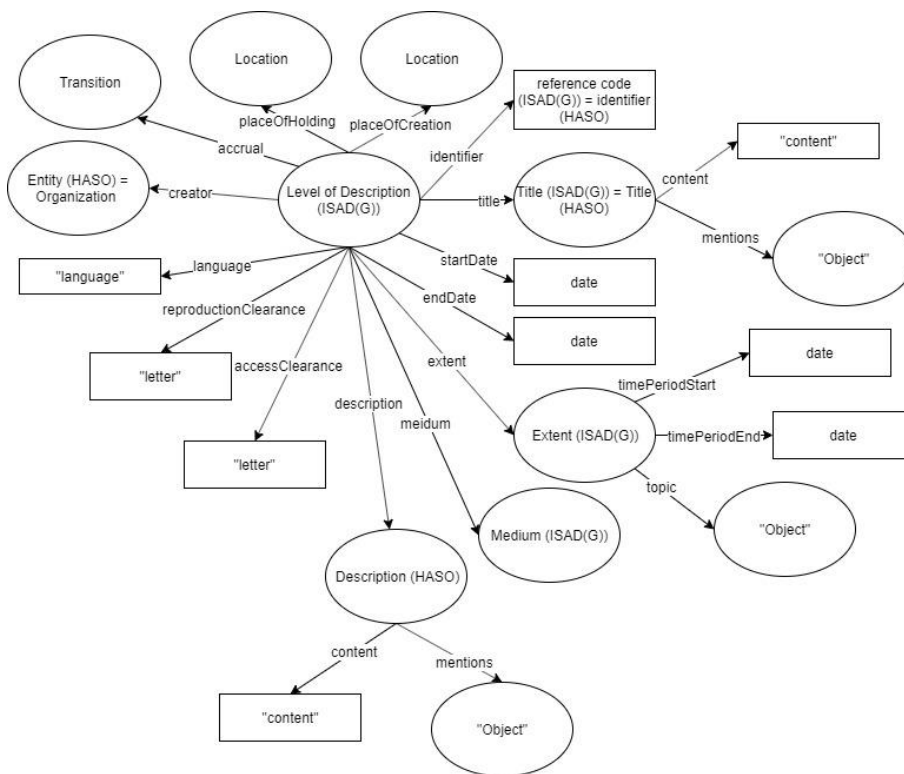 Location
Location
Transition
reference code
(ISAD(G)) = identifier
(HASO)
placeOfHolding
placeOfCreation
"content"
accrual
identifier
content
Entity (HASO) =
Organization
creator
Level of Description
(ISAD(G))
title
Title (ISAD(G)) = Title
(HASO)
mentions
"Object"
startDate
language
"language"
date
endDate
reproductionClearance
date
date
extent
accessClearance
"letter"
timePeriodStart
description
meidum
Extent (ISAD(G))
timePeriodEnd
date
"letter"
topic
"Object"
Medium (ISAD(G))
Description (HASO)
content
mentions
"content"
"Object"